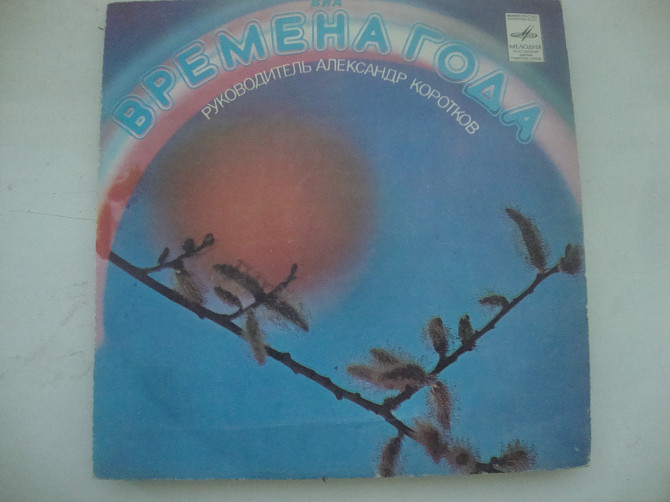 ВИА
ВРЕМЕНА ГОДА
РУКОВОДИТЕЛЬ АЛЕКСАНДР КОРОТКОВ
МЕЛОДИЯ